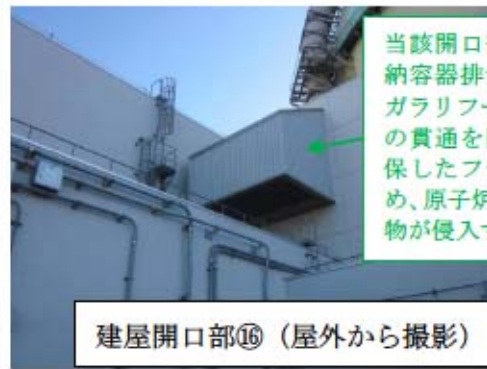 当該開口
納容器排
ガラリフ
の貫通を
保したフ
め、原子炉
物が侵入
建屋開口部⑯（屋外から撮影）